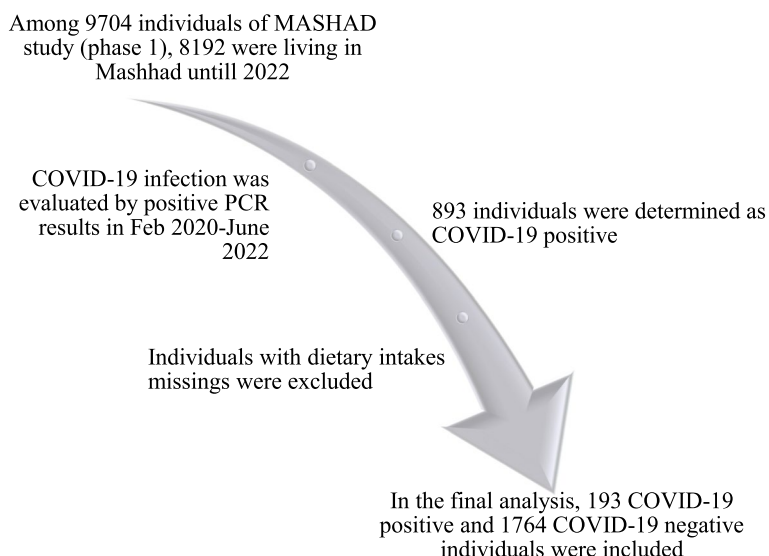 Among 9704 individuals of MASHAD
study (phase 1), 8192 were living in
Mashhad untill 2022
COVID-19 infection was
evaluated by positive PCR
results in Feb 2020-June
2022
893 individuals were determined as
COVID-19 positive
Individuals with dietary intakes
missings were excluded
In the final analysis, 193 COVID-19
positive and 1764 COVID-19 negative
individuals were included